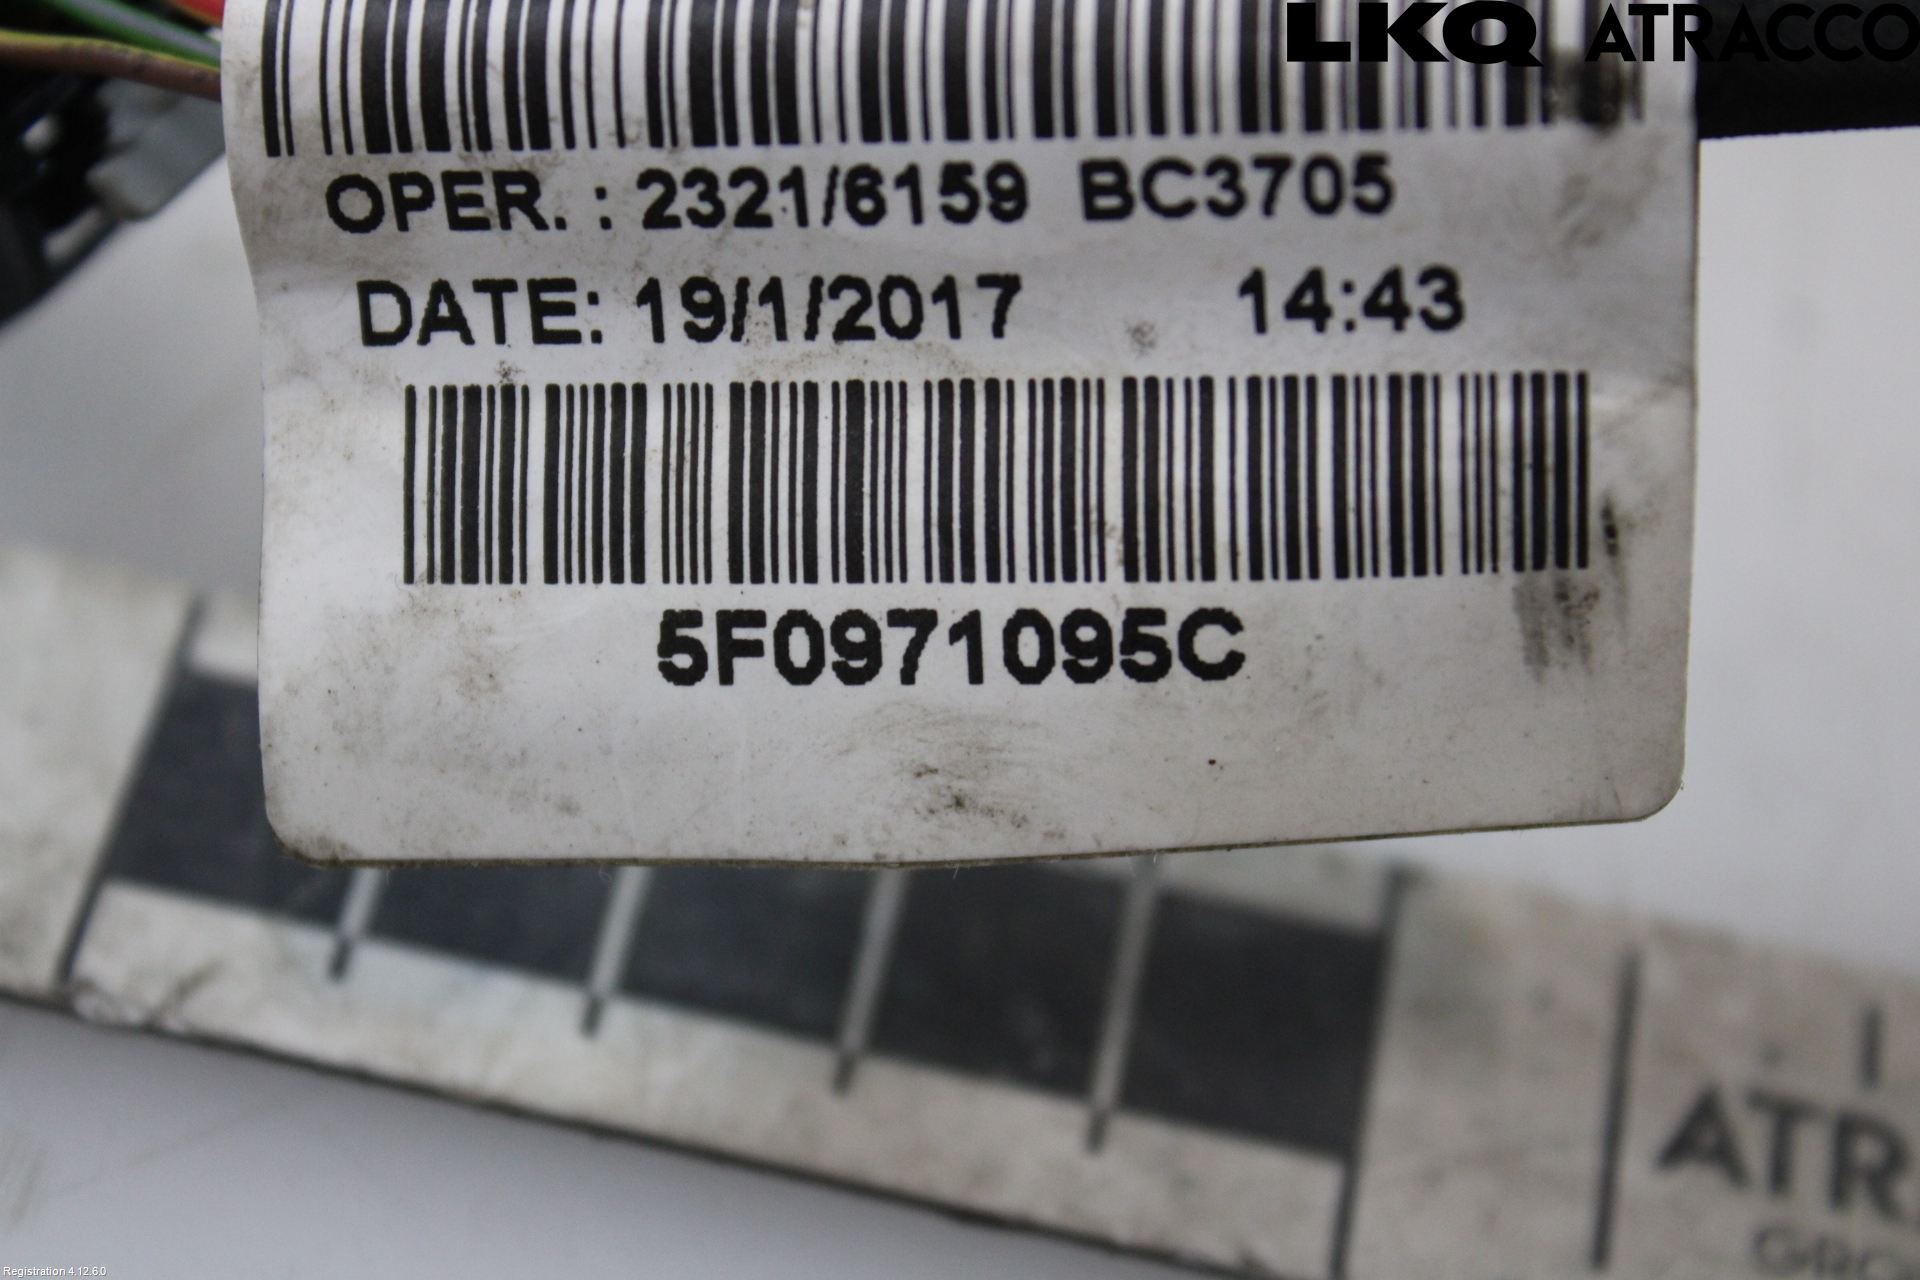 LKQ ATRACCO
OPER. : 2321/6159 BC3705
DATE: 19/1/2017 14:43
5F0971095C
ATR
Registration 4.12.6.0